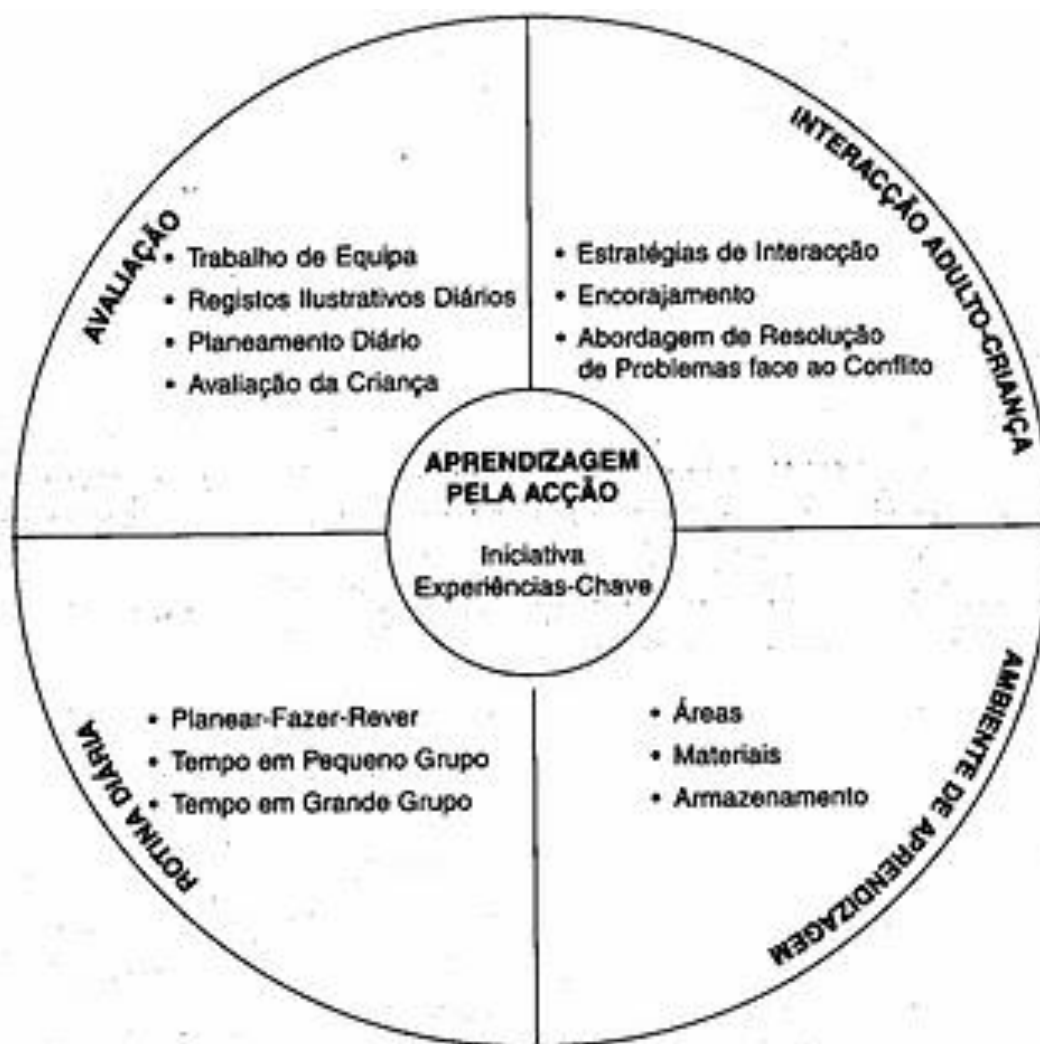 AVALIAÇÃO
• Trabalho de Equipa
• Registos Ilustrativos Diários
• Planeamento Diário
• Avaliação da Criança
INTERACÇÃO ADULTO-CRIANÇA
• Estratégias de Interacção
• Encorajamento
• Abordagem de Resolução
de Problemas face ao Conflito
APRENDIZAGEM
PELA ACÇÃO
Iniciativa
Experiências-Chave
ROTINA DIÁRIA
• Planear-Fazer-Rever
• Tempo em Pequeno Grupo
• Tempo em Grande Grupo
AMBIENTE DE APRENDIZAGEM
• Áreas
• Materiais
• Armazenamento